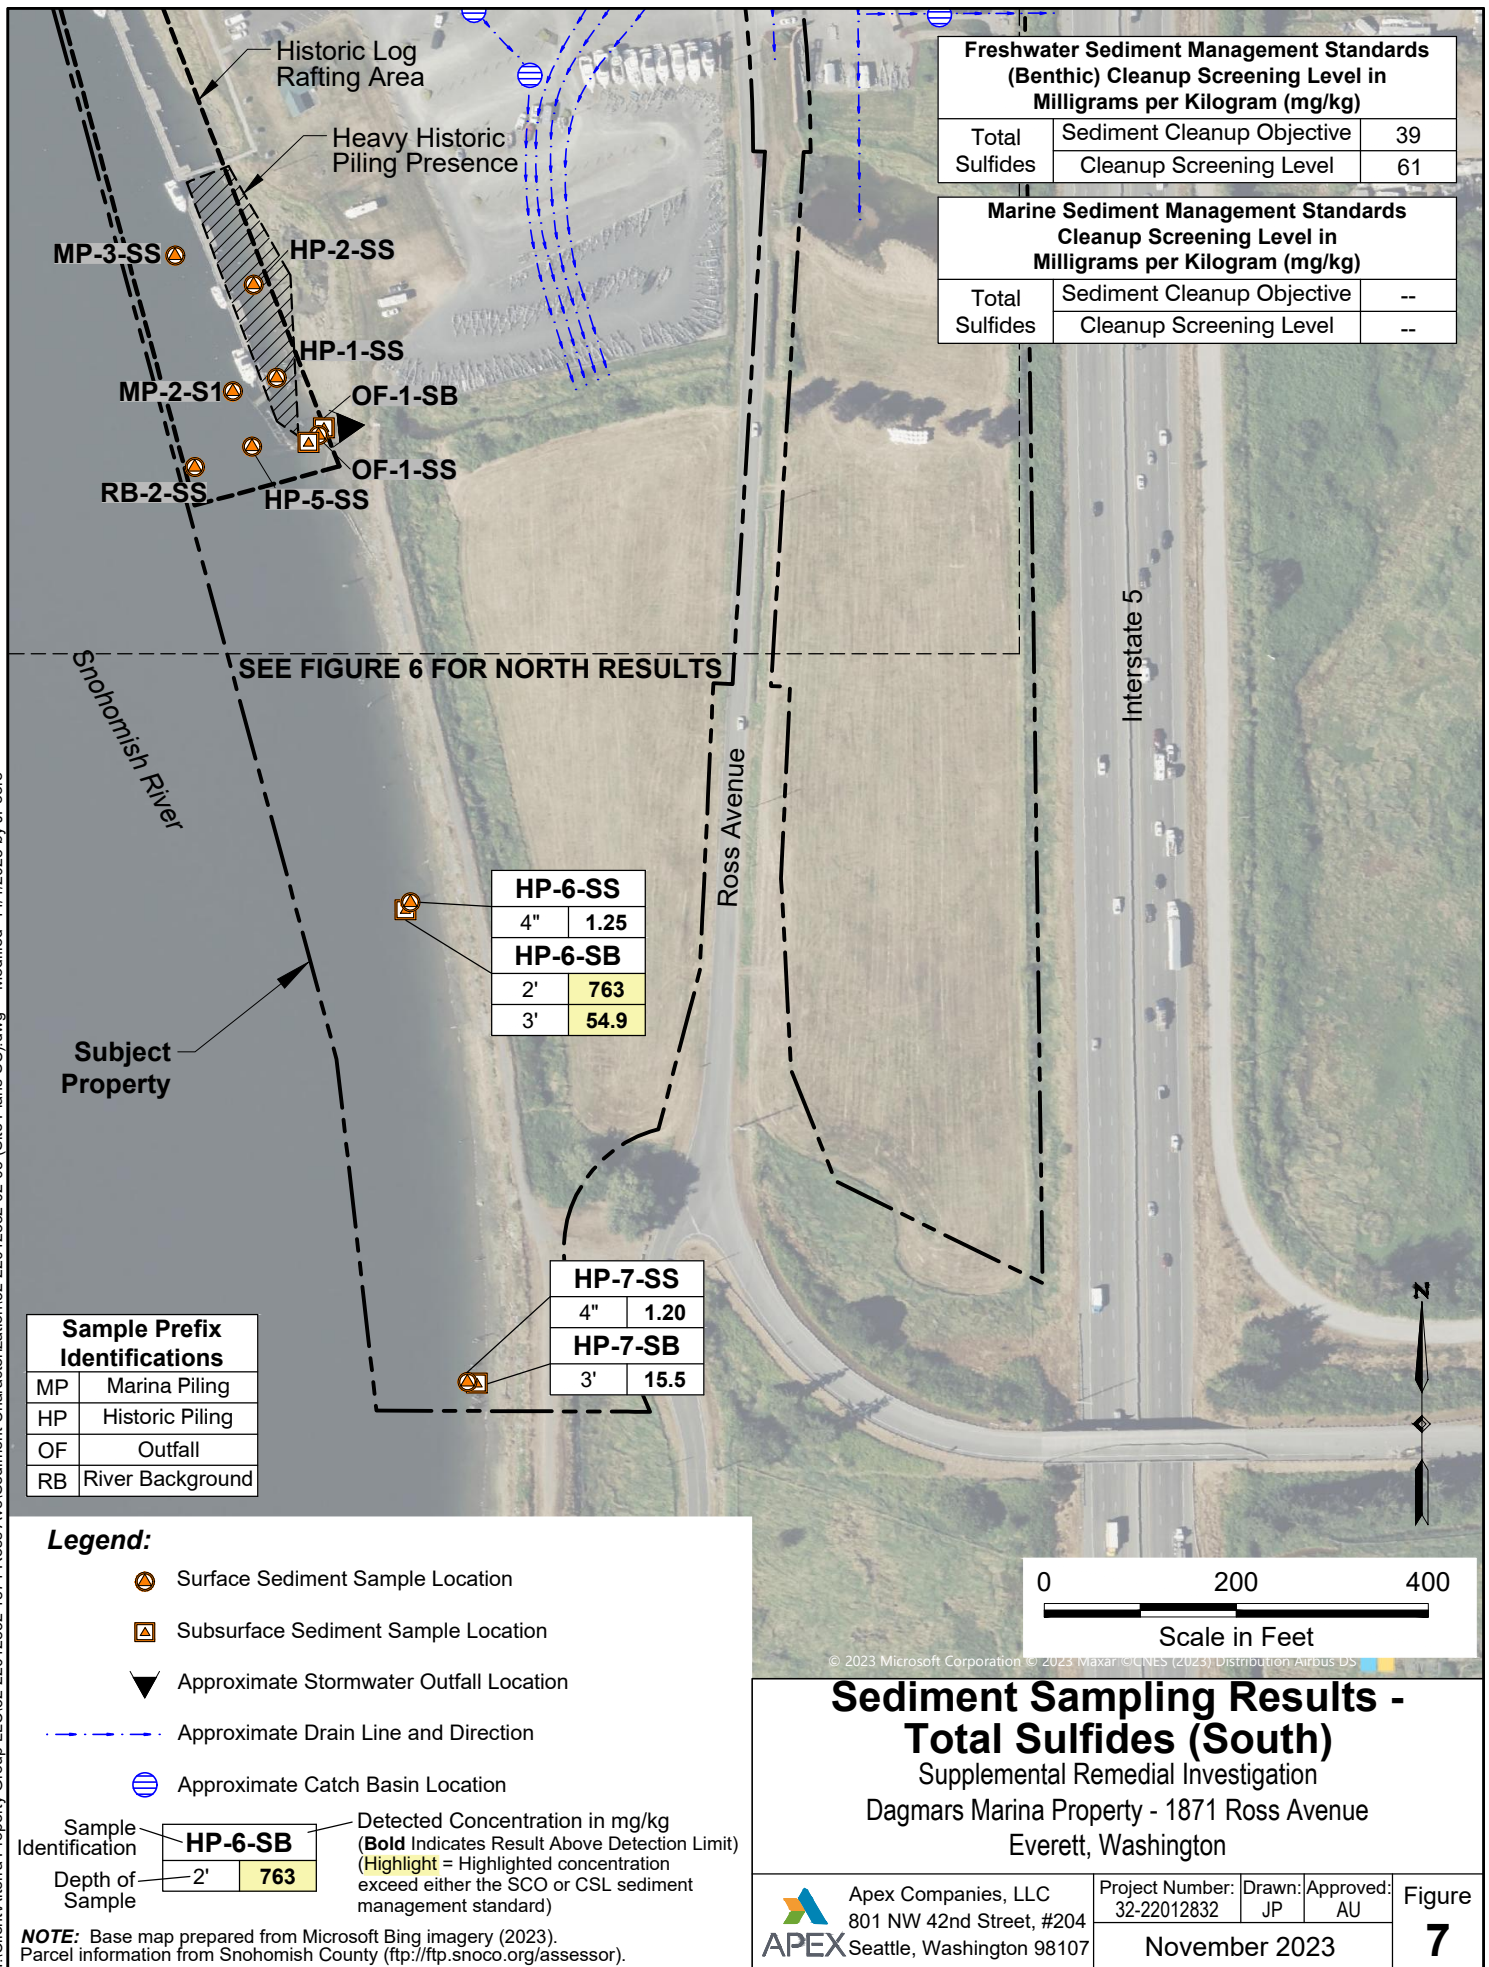 Historic Log
Rafting Area
Heavy Historic
Piling Presence
Freshwater Sediment Management Standards
(Benthic) Cleanup Screening Level in
Milligrams per Kilogram (mg/kg)
Total
Sulfides
Sediment Cleanup Objective 39
Cleanup Screening Level 61
Marine Sediment Management Standards
Cleanup Screening Level in
Milligrams per Kilogram (mg/kg)
Total
Sulfides
Sediment Cleanup Objective --
Cleanup Screening Level --
MP-3-SS
HP-2-SS
HP-1-SS
MP-2-S1
OF-1-SB
OF-1-SS
RB-2-SS
HP-5-SS
SEE FIGURE 6 FOR NORTH RESULTS
Snohomish River
Ross Avenue
Interstate 5
HP-6-SS
4" 1.25
HP-6-SB
2' 763
3' 54.9
Subject
Property
HP-7-SS
4" 1.20
HP-7-SB
3' 15.5
Sample Prefix
Identifications
MP Marina Piling
HP Historic Piling
OF Outfall
RB River Background
N
Legend:
Surface Sediment Sample Location
Subsurface Sediment Sample Location
Approximate Stormwater Outfall Location
Approximate Drain Line and Direction
Approximate Catch Basin Location
Sample
Identification
HP-6-SB
Depth of
Sample
2' 763
Detected Concentration in mg/kg
(Bold Indicates Result Above Detection Limit)
(Highlight = Highlighted concentration
exceed either the SCO or CSL sediment
management standard)
NOTE: Base map prepared from Microsoft Bing imagery (2023).
Parcel information from Snohomish County (ftp://ftp.snoco.org/assessor).
0 200 400
Scale in Feet
© 2023 Microsoft Corporation © 2023 Maxar ©CNES (2023) Distribution Airbus DS
Sediment Sampling Results -
Total Sulfides (South)
Supplemental Remedial Investigation
Dagmars Marina Property - 1871 Ross Avenue
Everett, Washington
APEX
Apex Companies, LLC
801 NW 42nd Street, #204
Seattle, Washington 98107
Project Number:
32-22012832
Drawn:
JP
Approved:
AU
November 2023
Figure
7